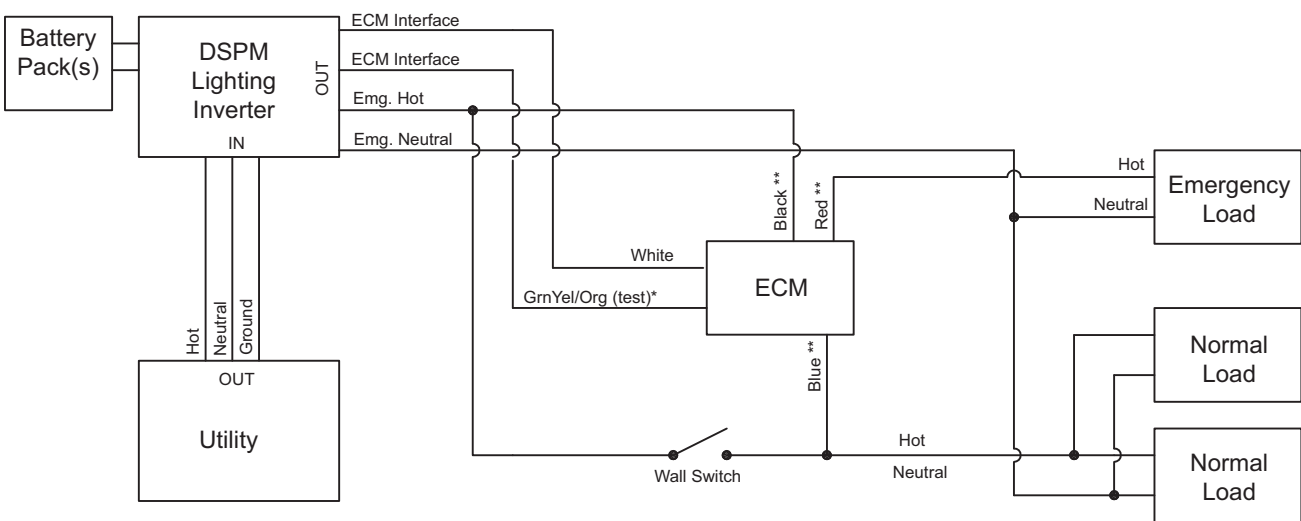 Battery
Pack(s)
DSPM
Lighting
Inverter
OUT
IN
ECM Interface
ECM Interface
Emg. Hot
Emg. Neutral
Hot
Neutral
Ground
OUT
Utility
Black **
Red **
White
GrnYel/Org (test)*
ECM
Blue **
Wall Switch
Hot
Neutral
Hot
Neutral
Emergency
Load
Normal
Load
Normal
Load